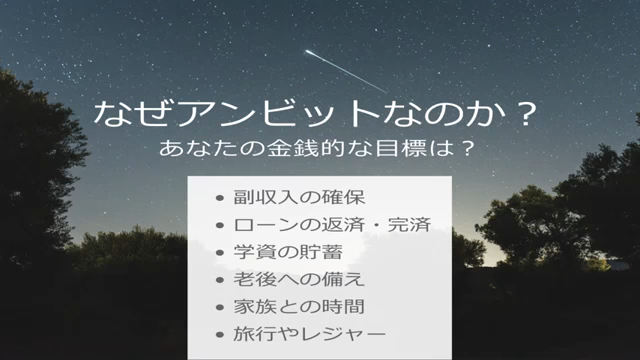 なぜアンビットなのか？
あなたの金銭的な目標は？
• 副収入の確保
• ローンの返済・完済
• 学資の貯蓄
• 老後への備え
• 家族との時間
• 旅行やレジャー